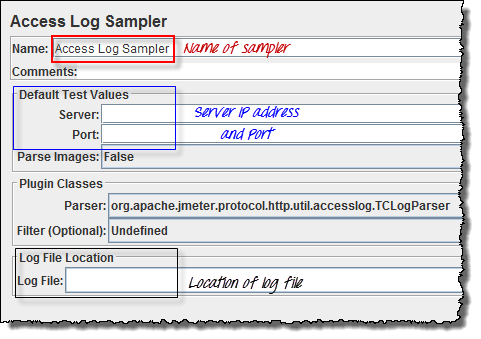 Access Log Sampler
Name: Access Log Sampler Name of sampler
Comments:
Default Test Values
Server: Server IP address
Port: and Port
Parse Images: False
Plugin Classes
Parser: org.apache.jmeter.protocol.http.util.accesslog.TCLogParser
Filter (Optional): Undefined
Log File Location
Log File: Location of log file